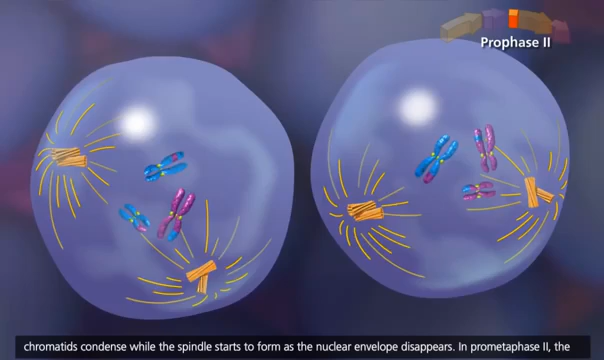 Prophase II
chromatids condense while the spindle starts to form as the nuclear envelope disappears. In prometaphase II, the